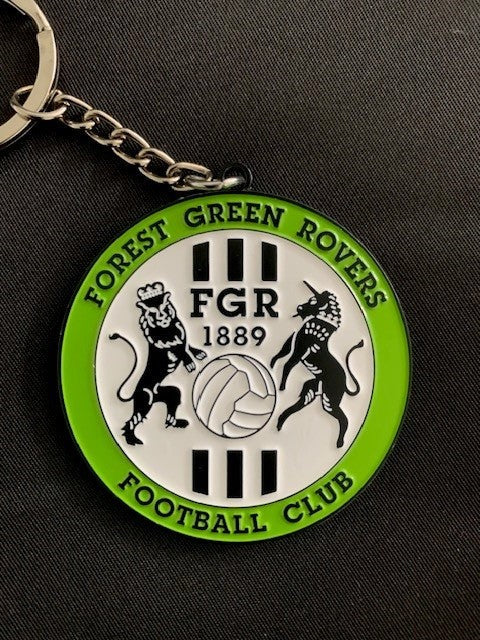 FOREST GREEN ROVERS
FGR
1889
FOOTBALL CLUB